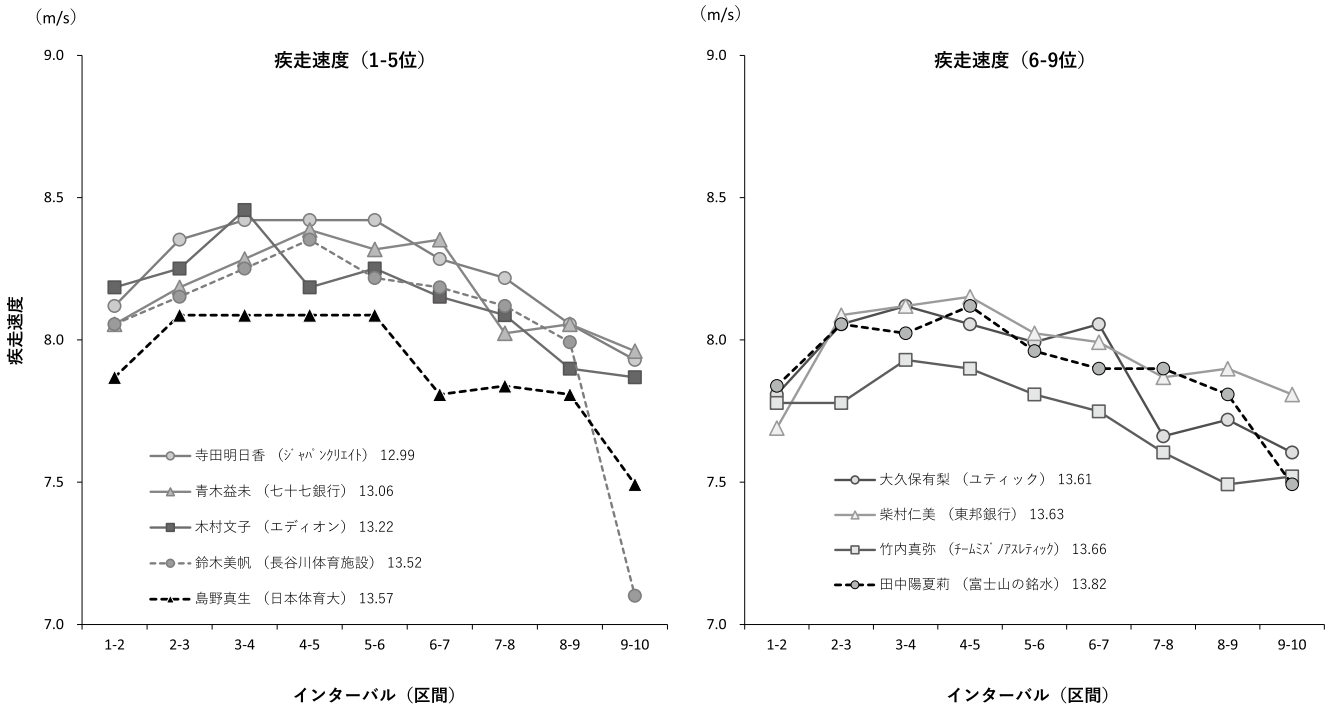 （m/s）
疾走速度（1-5位）
9.0
8.5
8.0
7.5
7.0
疾走速度
寺田明日香 （ｼﾞｬﾊﾟﾝｸﾘｴｲﾄ） 12.99
青木益未 （七十七銀行） 13.06
木村文子 （エディオン） 13.22
鈴木美帆 （長谷川体育施設） 13.52
島野真生 （日本体育大） 13.57
1-2 2-3 3-4 4-5 5-6 6-7 7-8 8-9 9-10
インターバル（区間）
（m/s）
疾走速度（6-9位）
9.0
8.5
8.0
7.5
7.0
大久保有梨 （ユティック） 13.61
柴村仁美 （東邦銀行） 13.63
竹内真弥 （ﾁｰﾑﾐｽﾞﾉｱｽﾚﾃｨｯｸ） 13.66
田中陽夏莉 （富士山の銘水） 13.82
1-2 2-3 3-4 4-5 5-6 6-7 7-8 8-9 9-10
インターバル（区間）